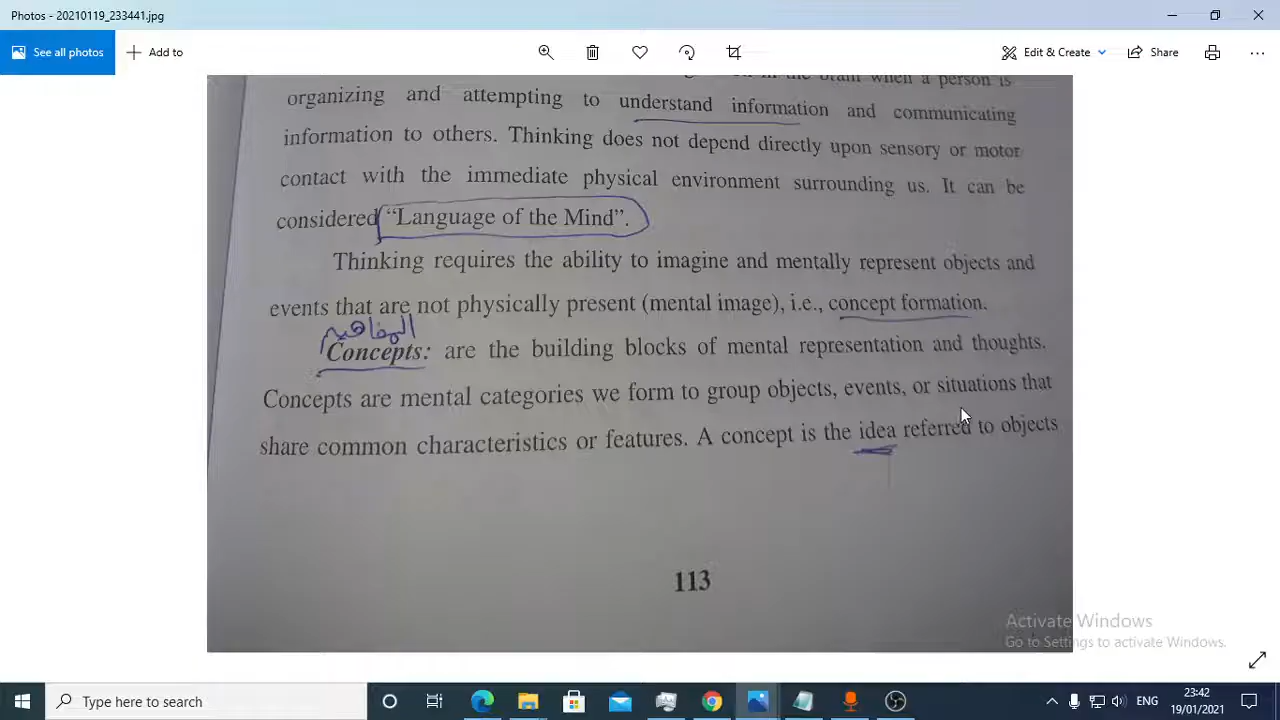 Photos - 20210119_233441.jpg
See all photos
Add to
Edit & Create
Share
in the brain when a person is
organizing and attempting to understand information and communicating
information to others. Thinking does not depend directly upon sensory or motor
contact with the immediate physical environment surrounding us. It can be
considered "Language of the Mind".
Thinking requires the ability to imagine and mentally represent objects and
events that are not physically present (mental image), i.e., concept formation.
المفاهيم
Concepts: are the building blocks of mental representation and thoughts.
Concepts are mental categories we form to group objects, events, or situations that
share common characteristics or features. A concept is the idea referred to objects
113
Activate Windows
Go to Settings to activate Windows.
Type here to search
ENG
23:42
19/01/2021